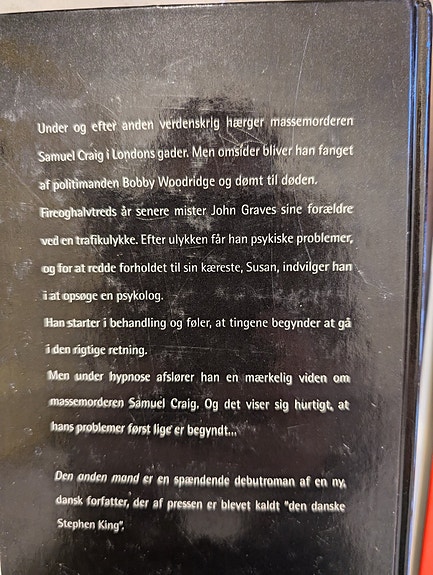 Under og efter anden verdenskrig hærger massemorderen
Samuel Craig i Londons gader. Men omsider bliver han fanget
af politimanden Bobby Woodridge og dømt til døden.
Fireoghalvtreds år senere mister John Graves sine forældre
ved en trafikulykke. Efter ulykken får han psykiske problemer,
og for at redde forholdet til sin kæreste, Susan, indvilger han
i at opsøge en psykolog.
Han starter i behandling og føler, at tingene begynder at gå
i den rigtige retning.
Men under hypnose afslører han en mærkelig viden om
massemorderen Samuel Craig. Og det viser sig hurtigt, at
hans problemer først lige er begyndt...
Den anden mand er en spændende debutroman af en ny,
dansk forfatter, der af pressen er blevet kaldt "den danske
Stephen King".